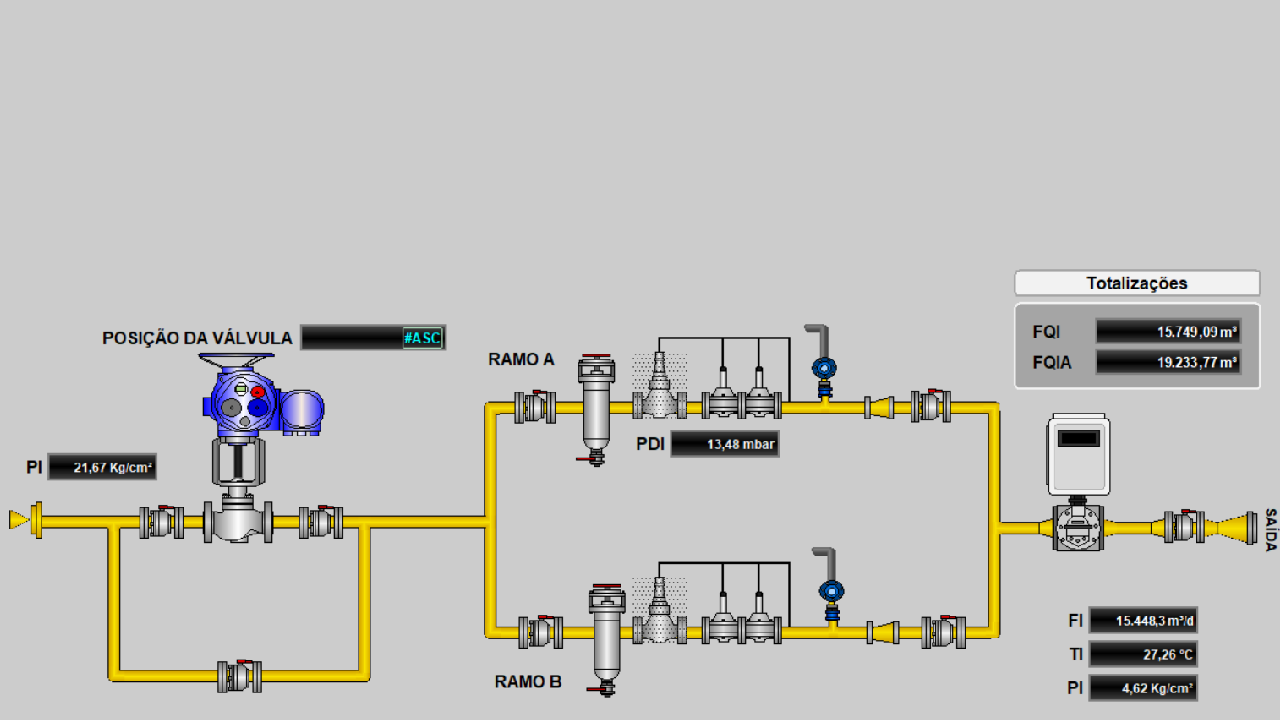 Totalizações
FQI 15.749,09 m³
FQIA 19.233,77 m³
POSIÇÃO DA VÁLVULA #ASC
RAMO A
PDI 13,48 mbar
PI 21,67 Kg/cm²
SAÍDA
FI 15.448,3 m³/d
TI 27,26 ºC
RAMO B
PI 4,62 Kg/cm²